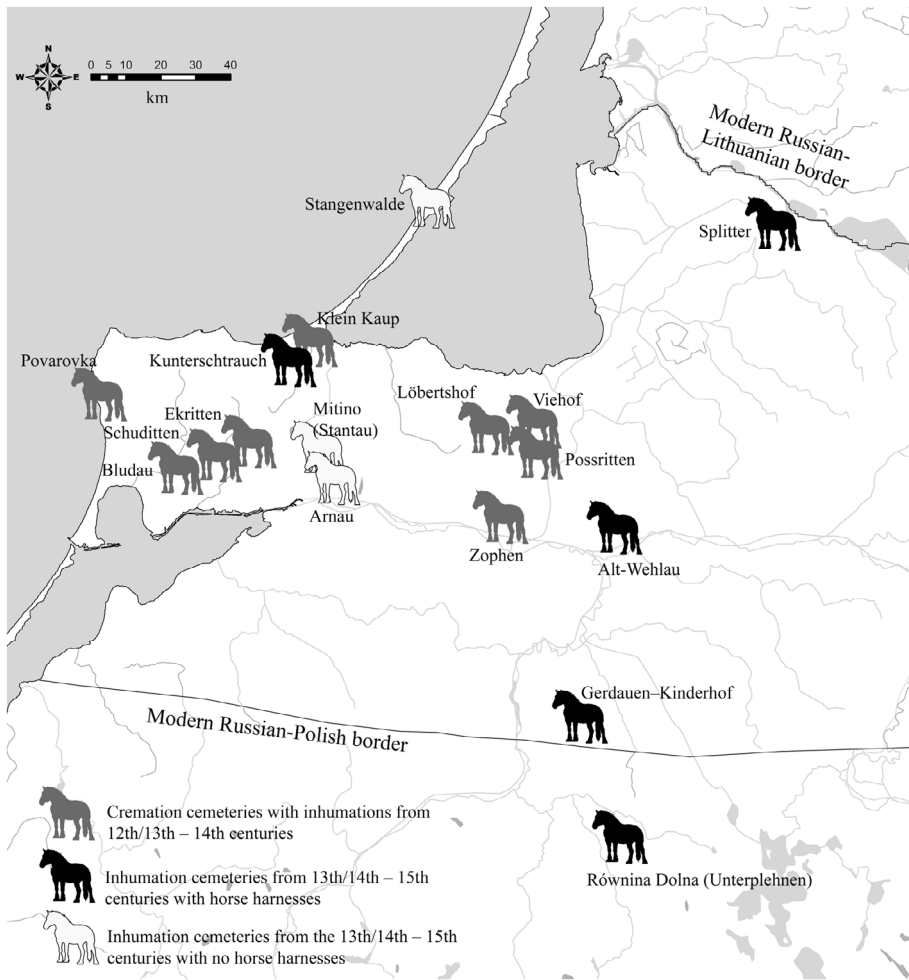 N
W E
S
0 5 10 20 30 40
km
Modern Russian-
Lithuanian border
Stangenwalde
Splitter
Klein Kaup
Povarovka
Kunterschtrauch
Löbertshof
Viehof
Ekritten
Mitino
(Stantau)
Schuditten
Bludau
Possritten
Arnau
Zophen
Alt-Wehlau
Gerdauen–Kinderhof
Modern Russian-Polish border
Cremation cemeteries with inhumations from
12th/13th – 14th centuries
Inhumation cemeteries from 13th/14th – 15th
centuries with horse harnesses
Równina Dolna (Unterplehnen)
Inhumation cemeteries from the 13th/14th – 15th
centuries with no horse harnesses